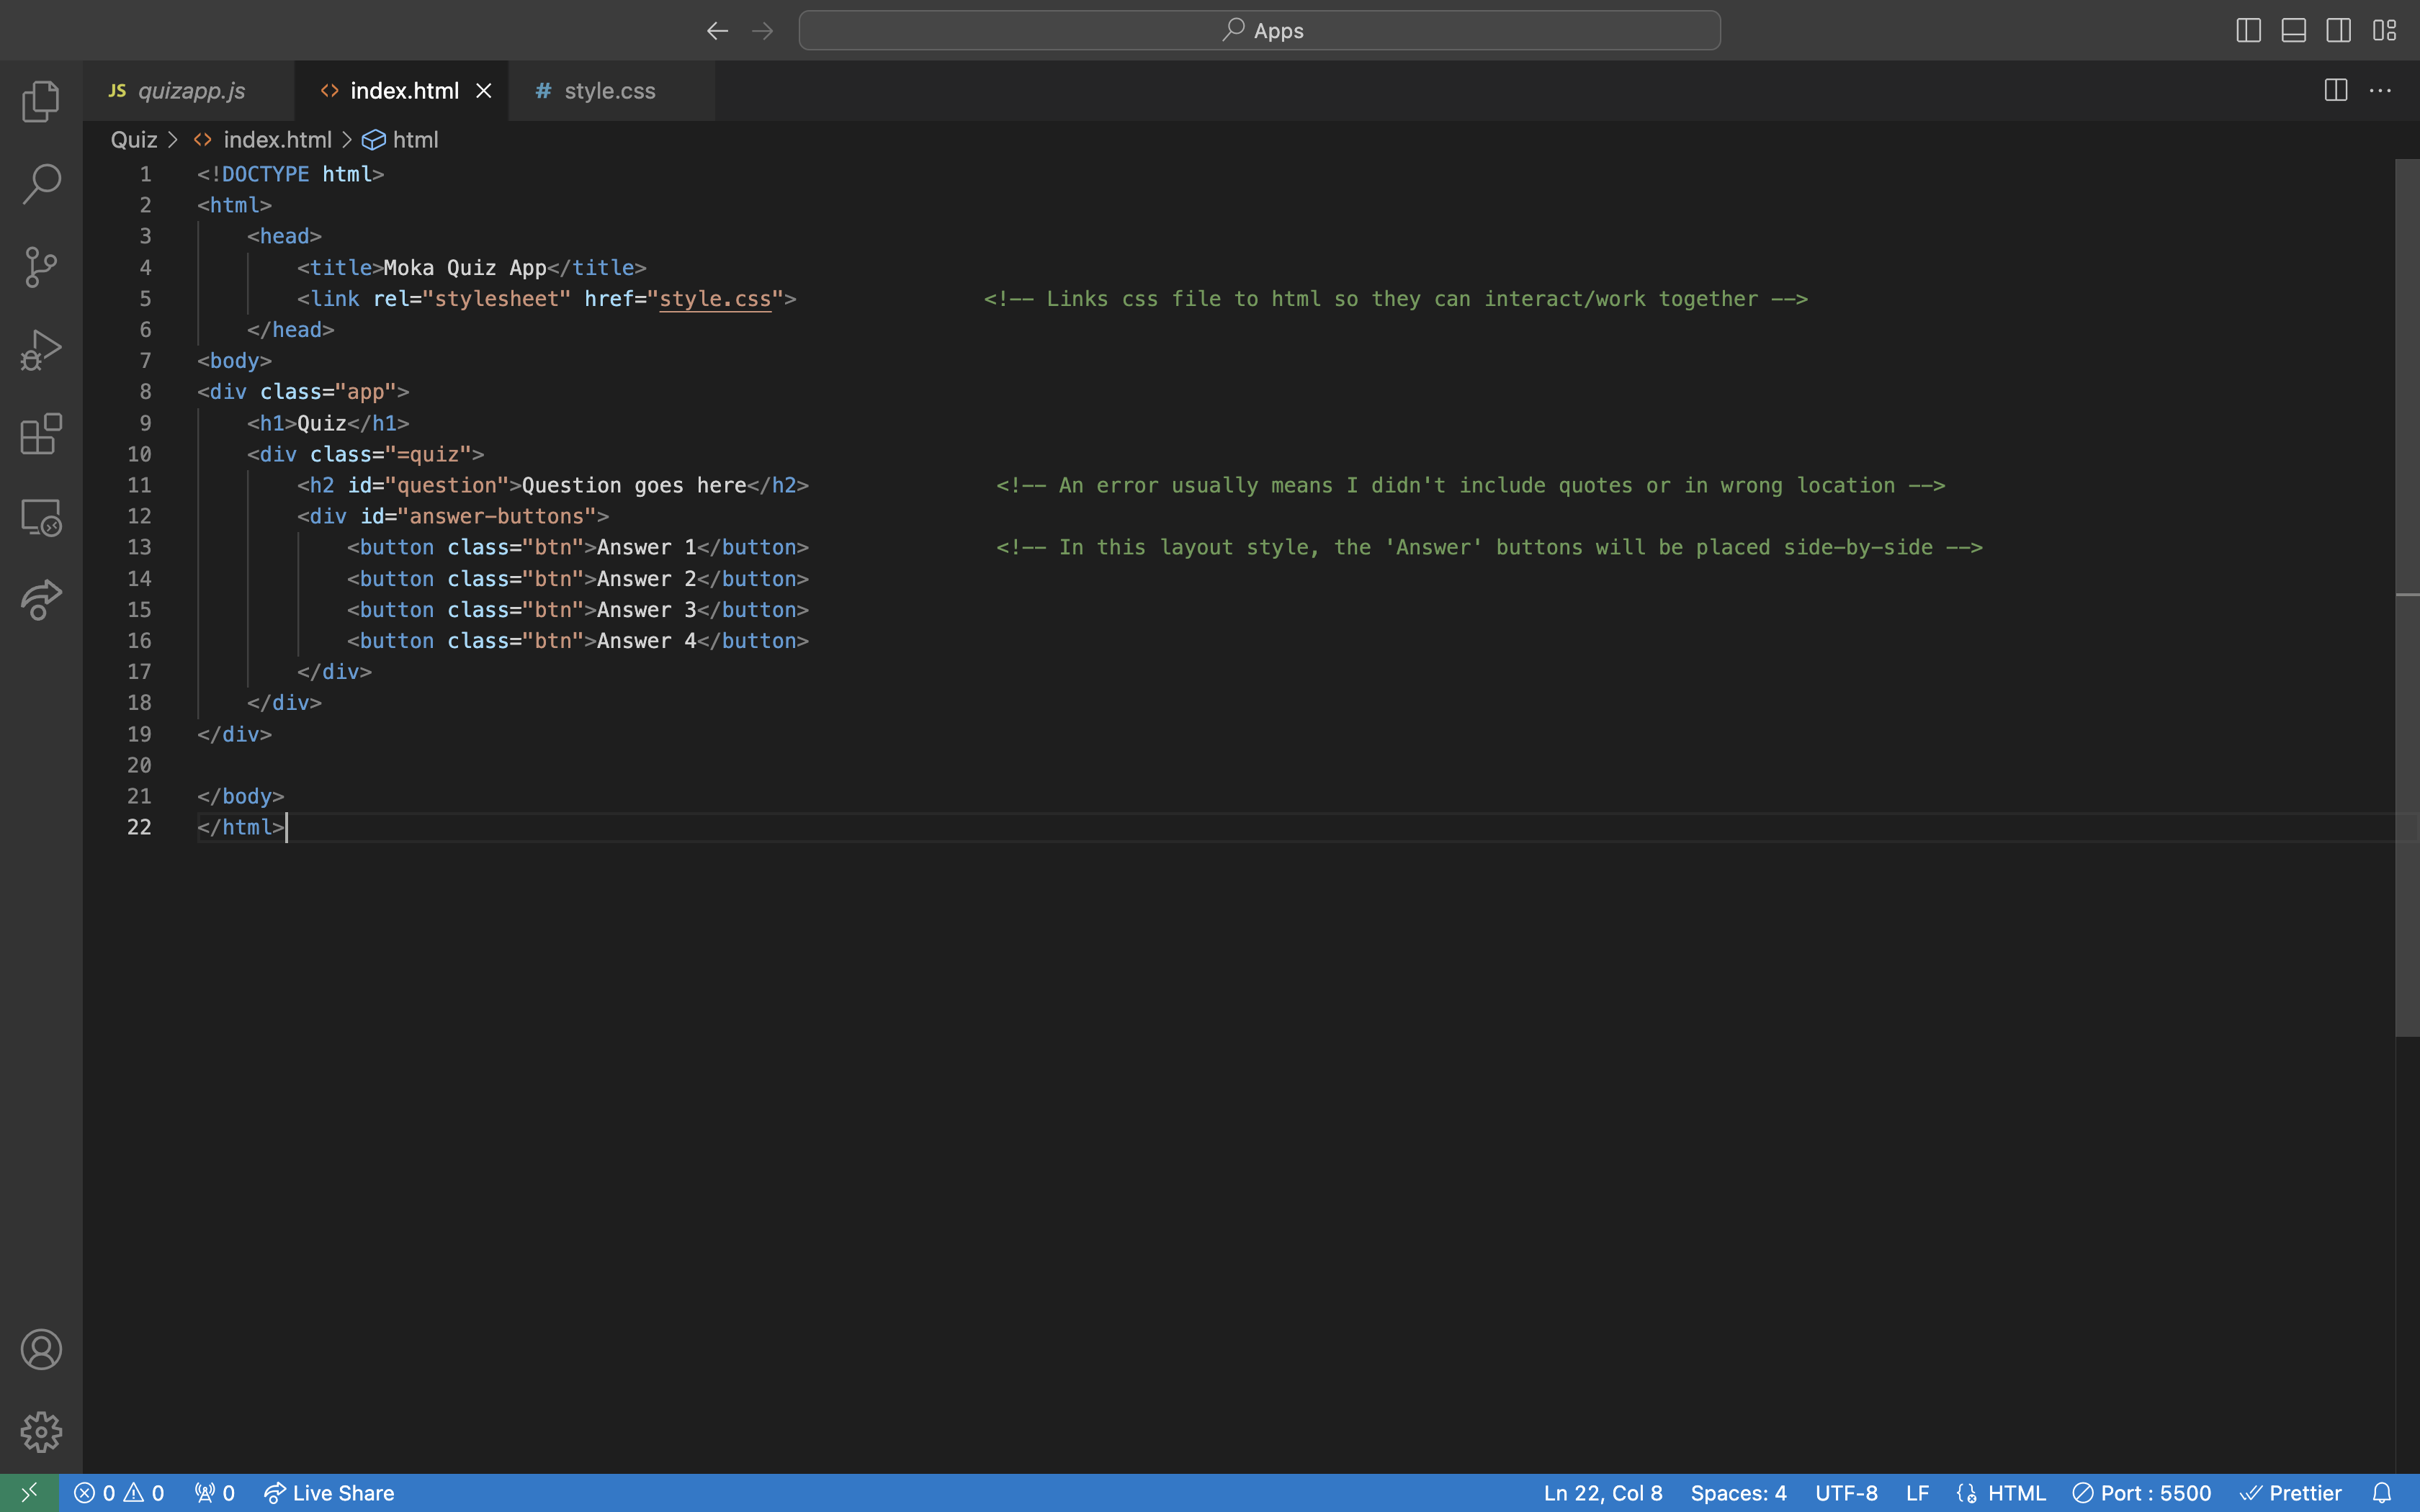 Apps
JS quizapp.js <> index.html × # style.css ...
Quiz > <> index.html > html
1 <!DOCTYPE html>
2 <html>
3     <head>
4         <title>Moka Quiz App</title>
5         <link rel="stylesheet" href="style.css">               <!-- Links css file to html so they can interact/work together -->
6     </head>
7 <body>
8 <div class="app">
9     <h1>Quiz</h1>
10     <div class="=quiz">
11         <h2 id="question">Question goes here</h2>               <!-- An error usually means I didn't include quotes or in wrong location -->
12         <div id="answer-buttons">
13             <button class="btn">Answer 1</button>               <!-- In this layout style, the 'Answer' buttons will be placed side-by-side -->
14             <button class="btn">Answer 2</button>
15             <button class="btn">Answer 3</button>
16             <button class="btn">Answer 4</button>
17         </div>
18     </div>
19 </div>
20
21 </body>
22 </html>
0 0 0 Live Share Ln 22, Col 8 Spaces: 4 UTF-8 LF HTML Port : 5500 Prettier